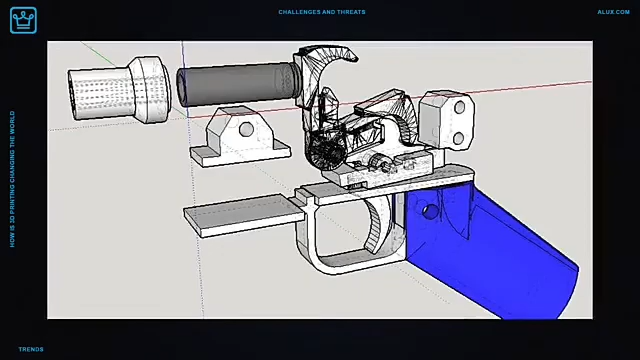 CHALLENGES AND THREATS
ALUX.COM
HOW IS 3D PRINTING CHANGING THE WORLD
TRENDS